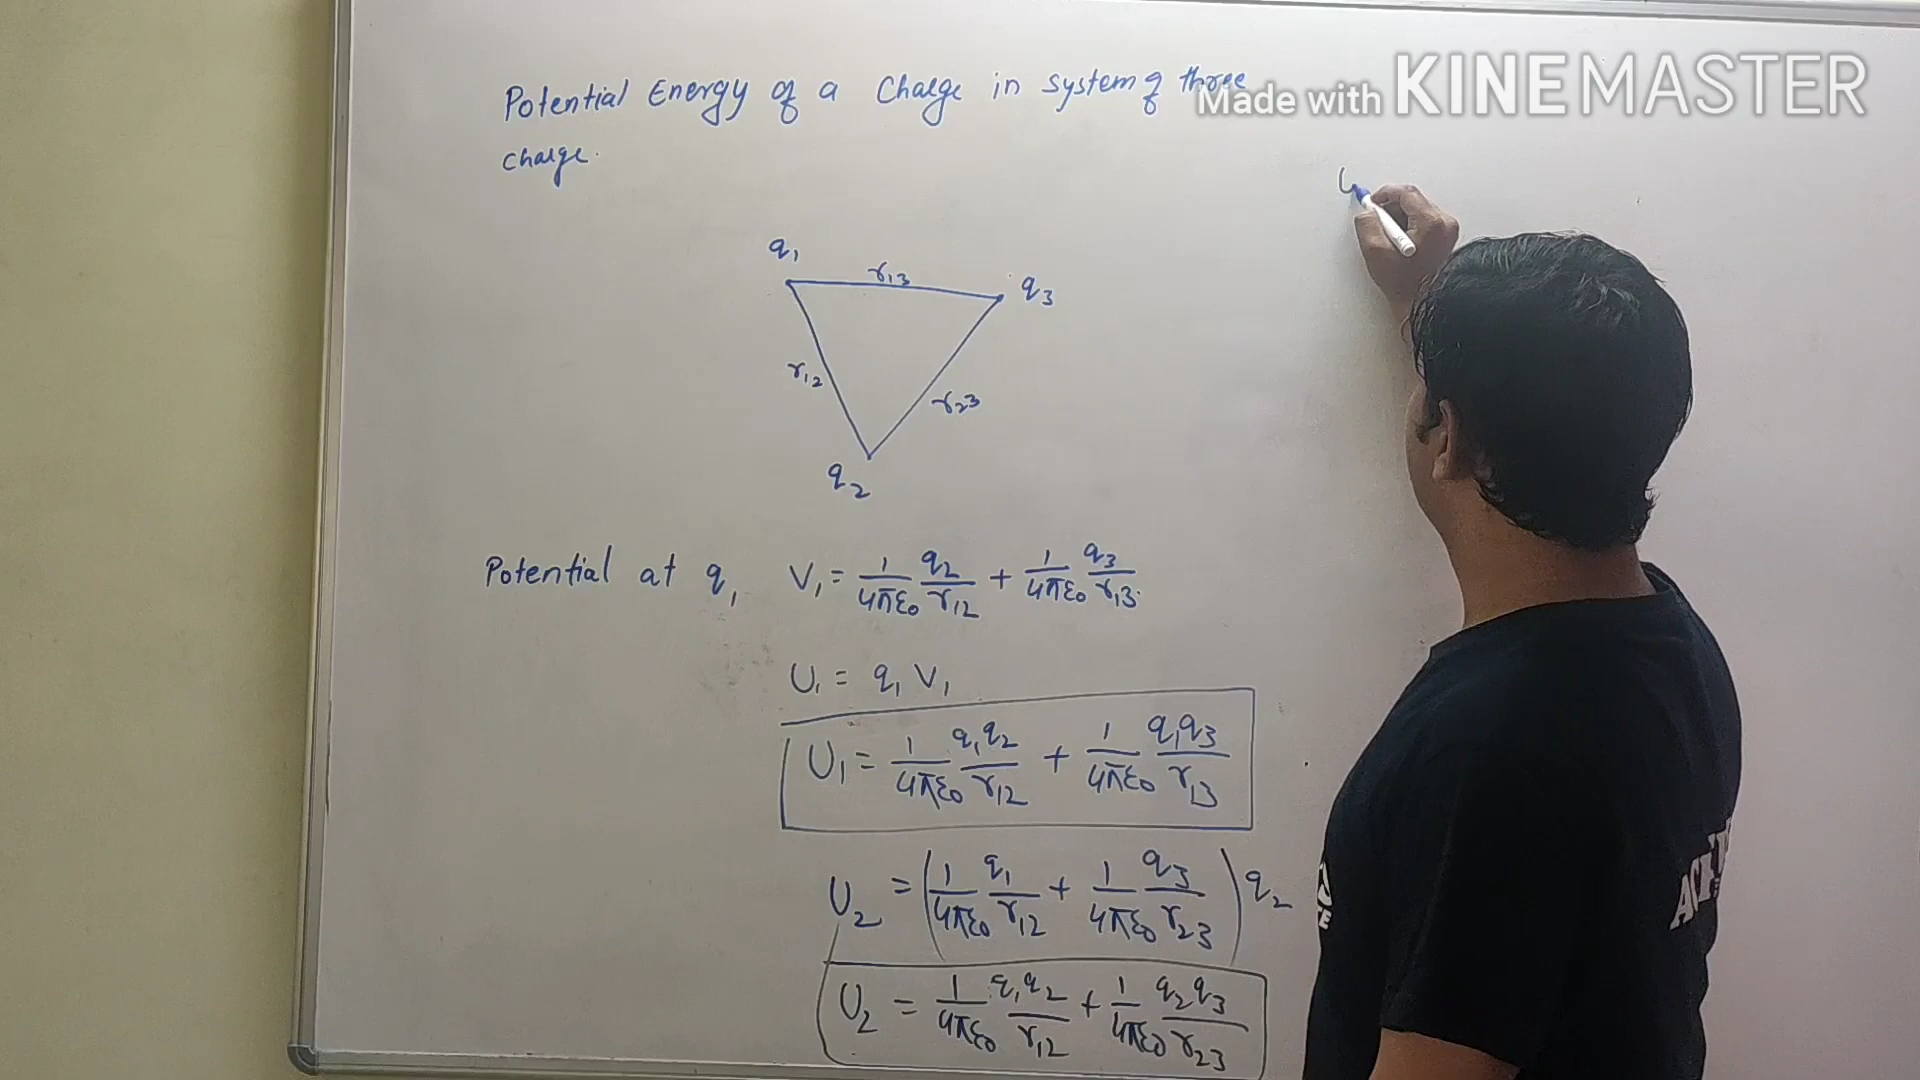 Potential Energy of a Charge in system of three
charge.
Made with KINEMASTER
q₁
r₁₃
q₃
r₁₂
r₂₃
q₂
Potential at q₁ V₁ = 1/4πε₀ q₂/r₁₂ + 1/4πε₀ q₃/r₁₃.
U₁ = q₁ V₁
U₁ = 1/4πε₀ q₁q₂/r₁₂ + 1/4πε₀ q₁q₃/r₁₃
U₂ = (1/4πε₀ q₁/r₁₂ + 1/4πε₀ q₃/r₂₃) q₂
U₂ = 1/4πε₀ q₁q₂/r₁₂ + 1/4πε₀ q₂q₃/r₂₃